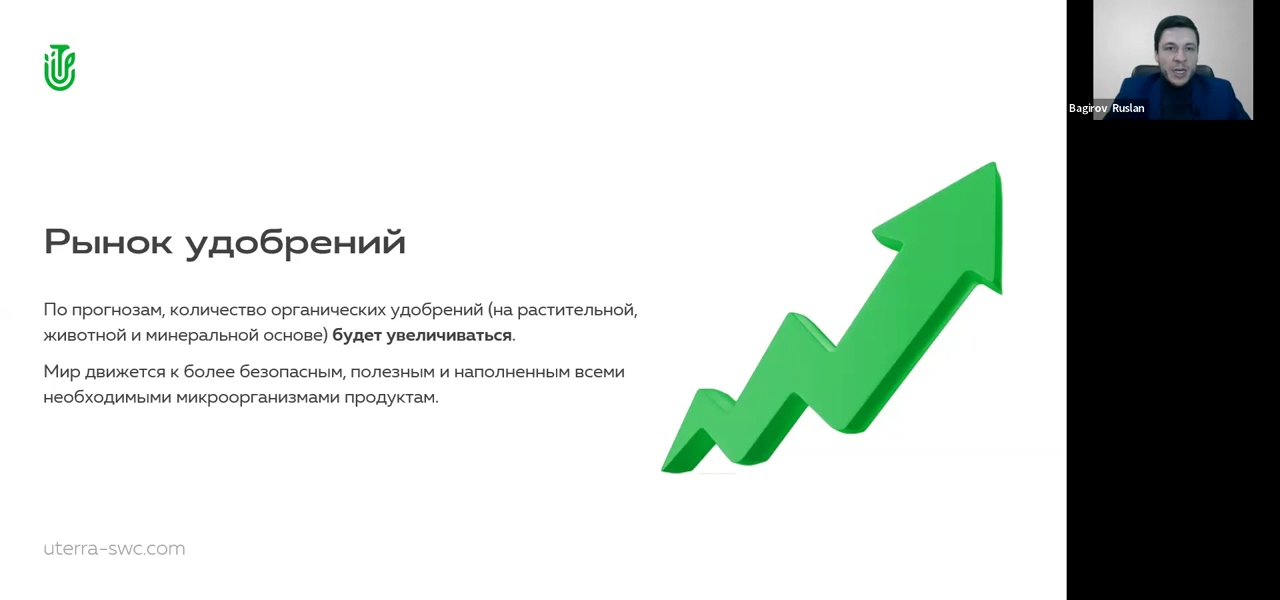 Рынок удобрений
По прогнозам, количество органических удобрений (на растительной,
животной и минеральной основе) будет увеличиваться.
Мир движется к более безопасным, полезным и наполненным всеми
необходимыми микроорганизмами продуктам.
uterra-swc.com
Bagirov Ruslan